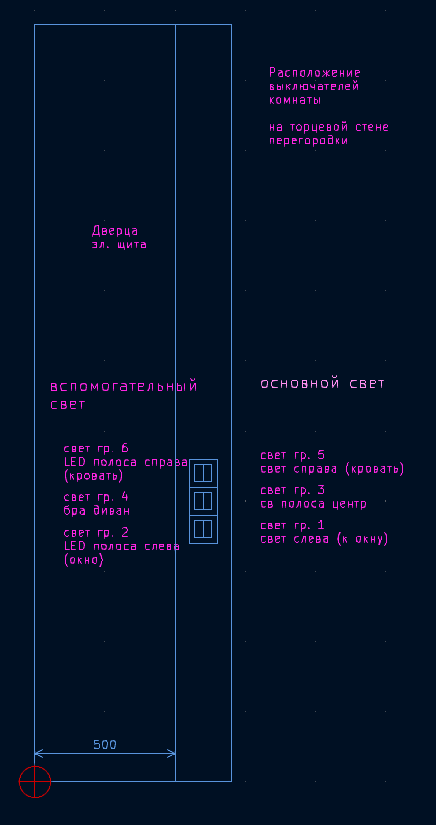 Расположение
выключателей
комнаты
на торцевой стене
перегородки
Дверца
эл. щита
вспомогательный
свет
основной свет
свет гр. 6
LED полоса справа
(кровать)
свет гр. 4
бра диван
свет гр. 2
LED полоса слева
(окно)
свет гр. 5
свет справа (кровать)
свет гр. 3
св полоса центр
свет гр. 1
свет слева (к окну)
500